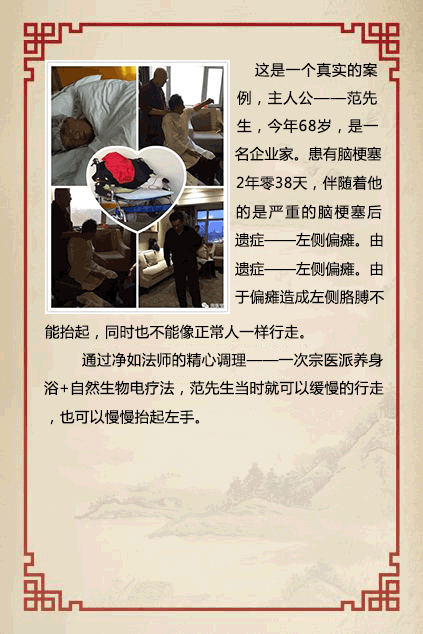 这是一个真实的案
例，主人公——范先
生，今年68岁，是一
名企业家。患有脑梗塞
2年零38天，伴随着他
的是严重的脑梗塞后
遗症——左侧偏瘫。由
遗症——左侧偏瘫。由
于偏瘫造成左侧胳膊不
能抬起，同时也不能像正常人一样行走。
通过净如法师的精心调理——一次宗医派养身
浴+自然生物电疗法，范先生当时就可以缓慢的行走
，也可以慢慢抬起左手。